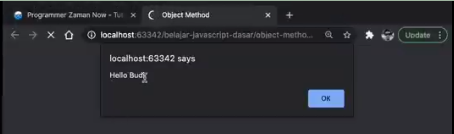 Programmer Zaman Now - Tut
Object Method
localhost:63342/belajar-javascript-dasar/object-metho...
Update
localhost:63342 says
Hello Budi
OK